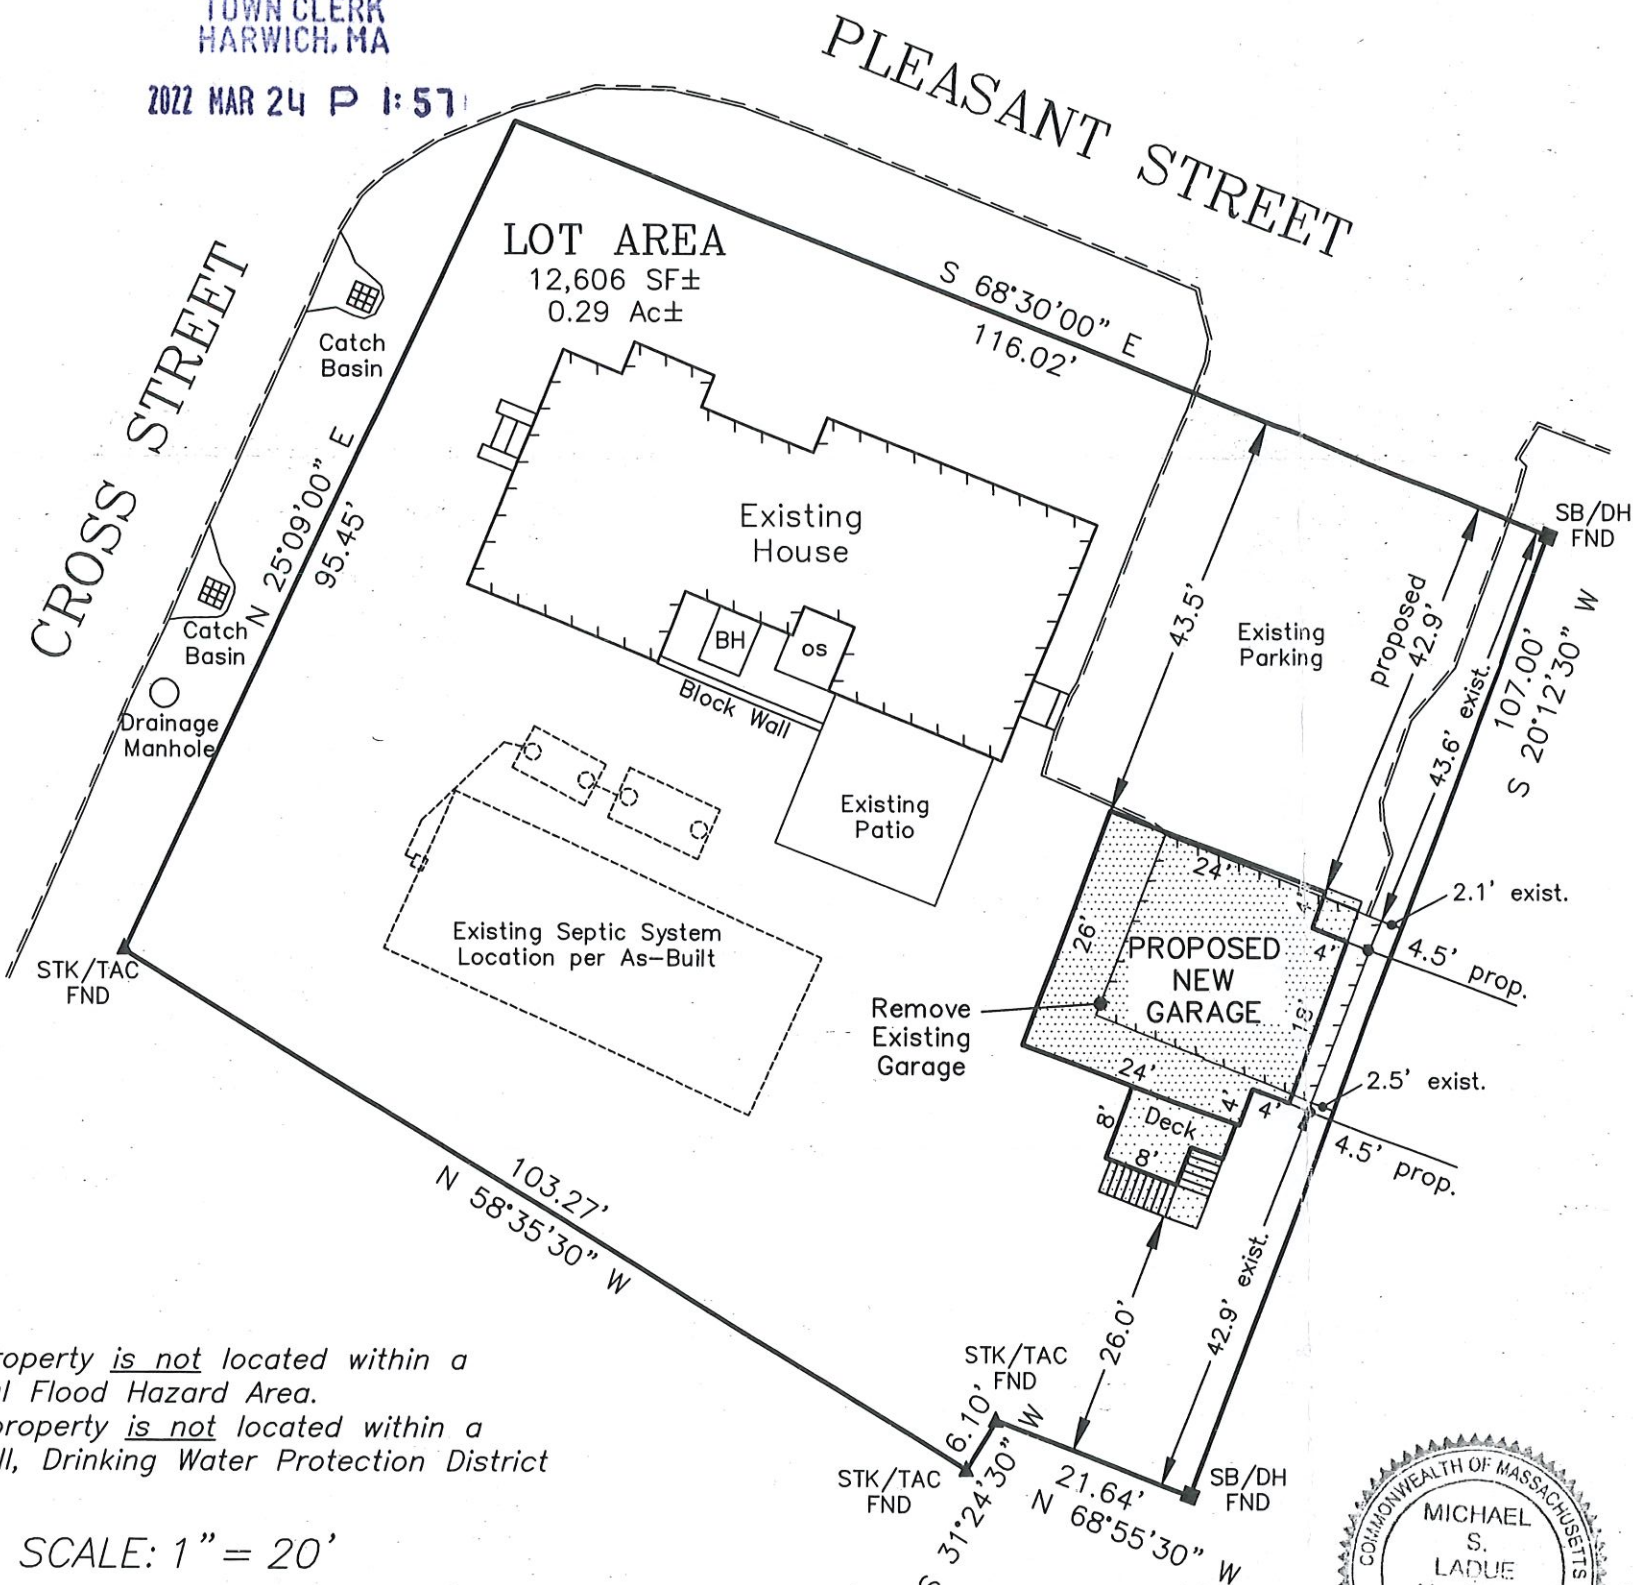 TOWN CLERK
HARWICH, MA
2022 MAR 24 P 1:57
PLEASANT STREET
CROSS STREET
LOT AREA
12,606 SF±
0.29 Ac±
S 68°30'00" E
116.02'
Catch
Basin
N 25°09'00" E
95.45'
Existing
House
SB/DH
FND
43.5'
proposed
42.9'
Existing
Parking
43.6' exist.
107.00'
S 20°12'30" W
Catch
Basin
BH
OS
Block Wall
Drainage
Manhole
Existing
Patio
24'
4'
2.1' exist.
Existing Septic System
Location per As-Built
26'
PROPOSED
NEW
GARAGE
4'
4.5' prop.
STK/TAC
FND
Remove
Existing
Garage
18'
24'
4'
4'
2.5' exist.
8'
Deck
8'
4.5' prop.
103.27'
N 58°35'30" W
26.0'
42.9' exist.
roperty is not located within a
l Flood Hazard Area.
property is not located within a
ll, Drinking Water Protection District
STK/TAC
FND
6.10'
S 31°24'30" W
STK/TAC
FND
21.64'
N 68°55'30" W
SB/DH
FND
SCALE: 1"= 20'
COMMONWEALTH OF MASSACHUSETTS
MICHAEL
S.
LADUE